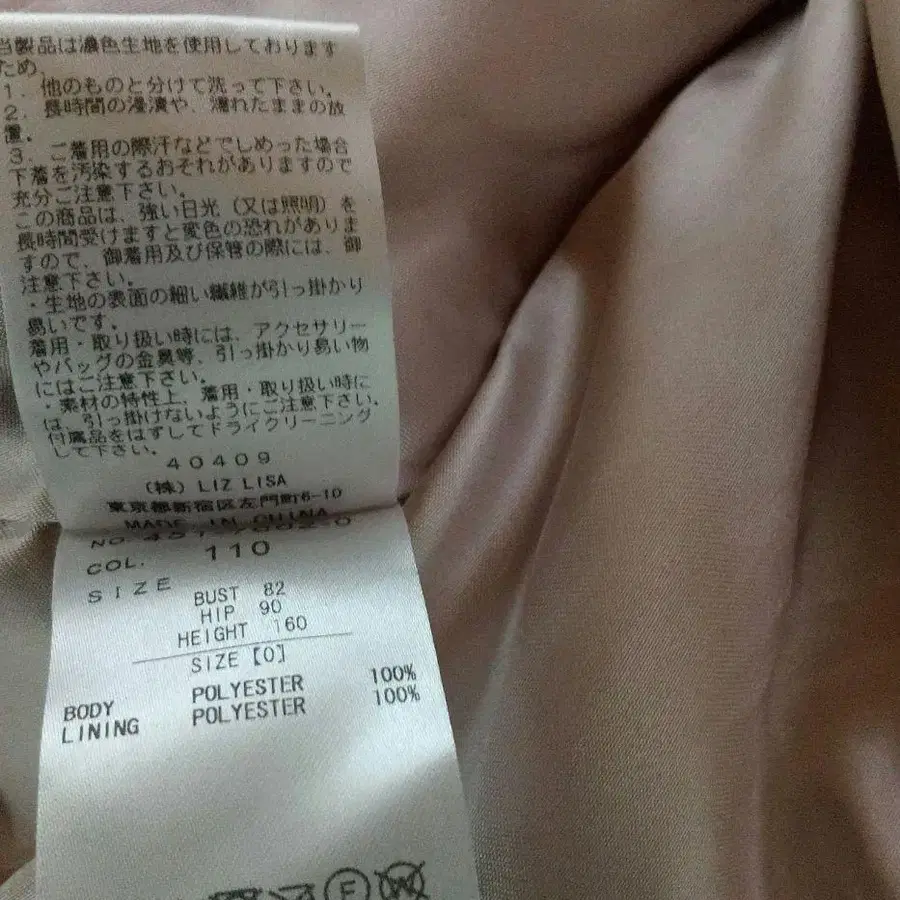 当製品は濃色生地を使用しております
ため、
1. 他のものと分けて洗って下さい。
2. 長時間の浸漬や、濡れたままの放
置。
3. ご着用の際汗などでしめった場合
下着を汚染するおそれがありますので
充分ご注意下さい。
この商品は、強い日光(又は照明)を
長時間受けますと変色の恐れがありま
すので、御着用及び保管の際には、御
注意下さい。
・生地の表面の細い繊維が引っ掛かり
易いです。
着用・取り扱い時には、アクセサリー
やバッグの金具等、引っ掛かり易い物
にはご注意下さい。
・素材の特性上、着用・取り扱い時に
は、引っ掛けないようにご注意下さい。
付属品をはずしてドライクリーニング
して下さい。
40409
(株) LIZ LISA
東京都新宿区左門町6-10
MADE IN CHINA
NO.
COL. 110
SIZE
BUST 82
HIP 90
HEIGHT 160
SIZE [0]
BODY POLYESTER 100%
LINING POLYESTER 100%
F W